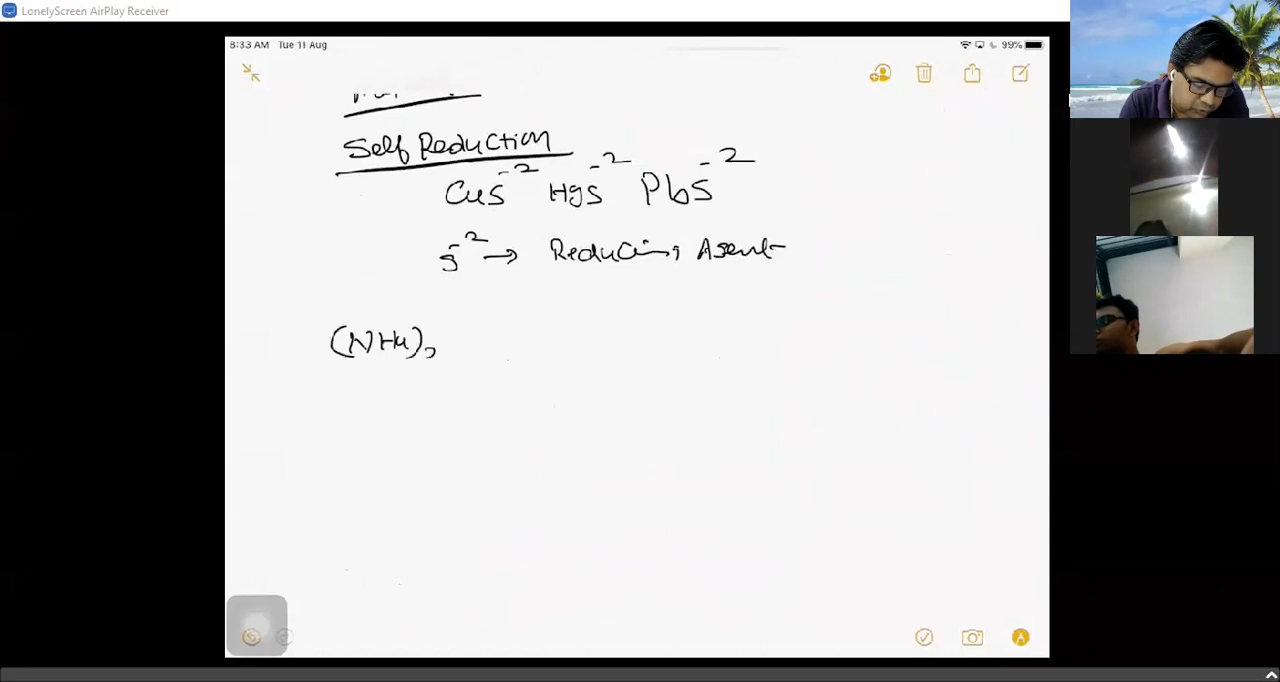 LonelyScreen AirPlay Receiver
8:33 AM Tue 11 Aug 99%
Self Reduction
CuS⁻² HgS⁻² PbS⁻²
S⁻² → Reducing Agent
(NH4)2